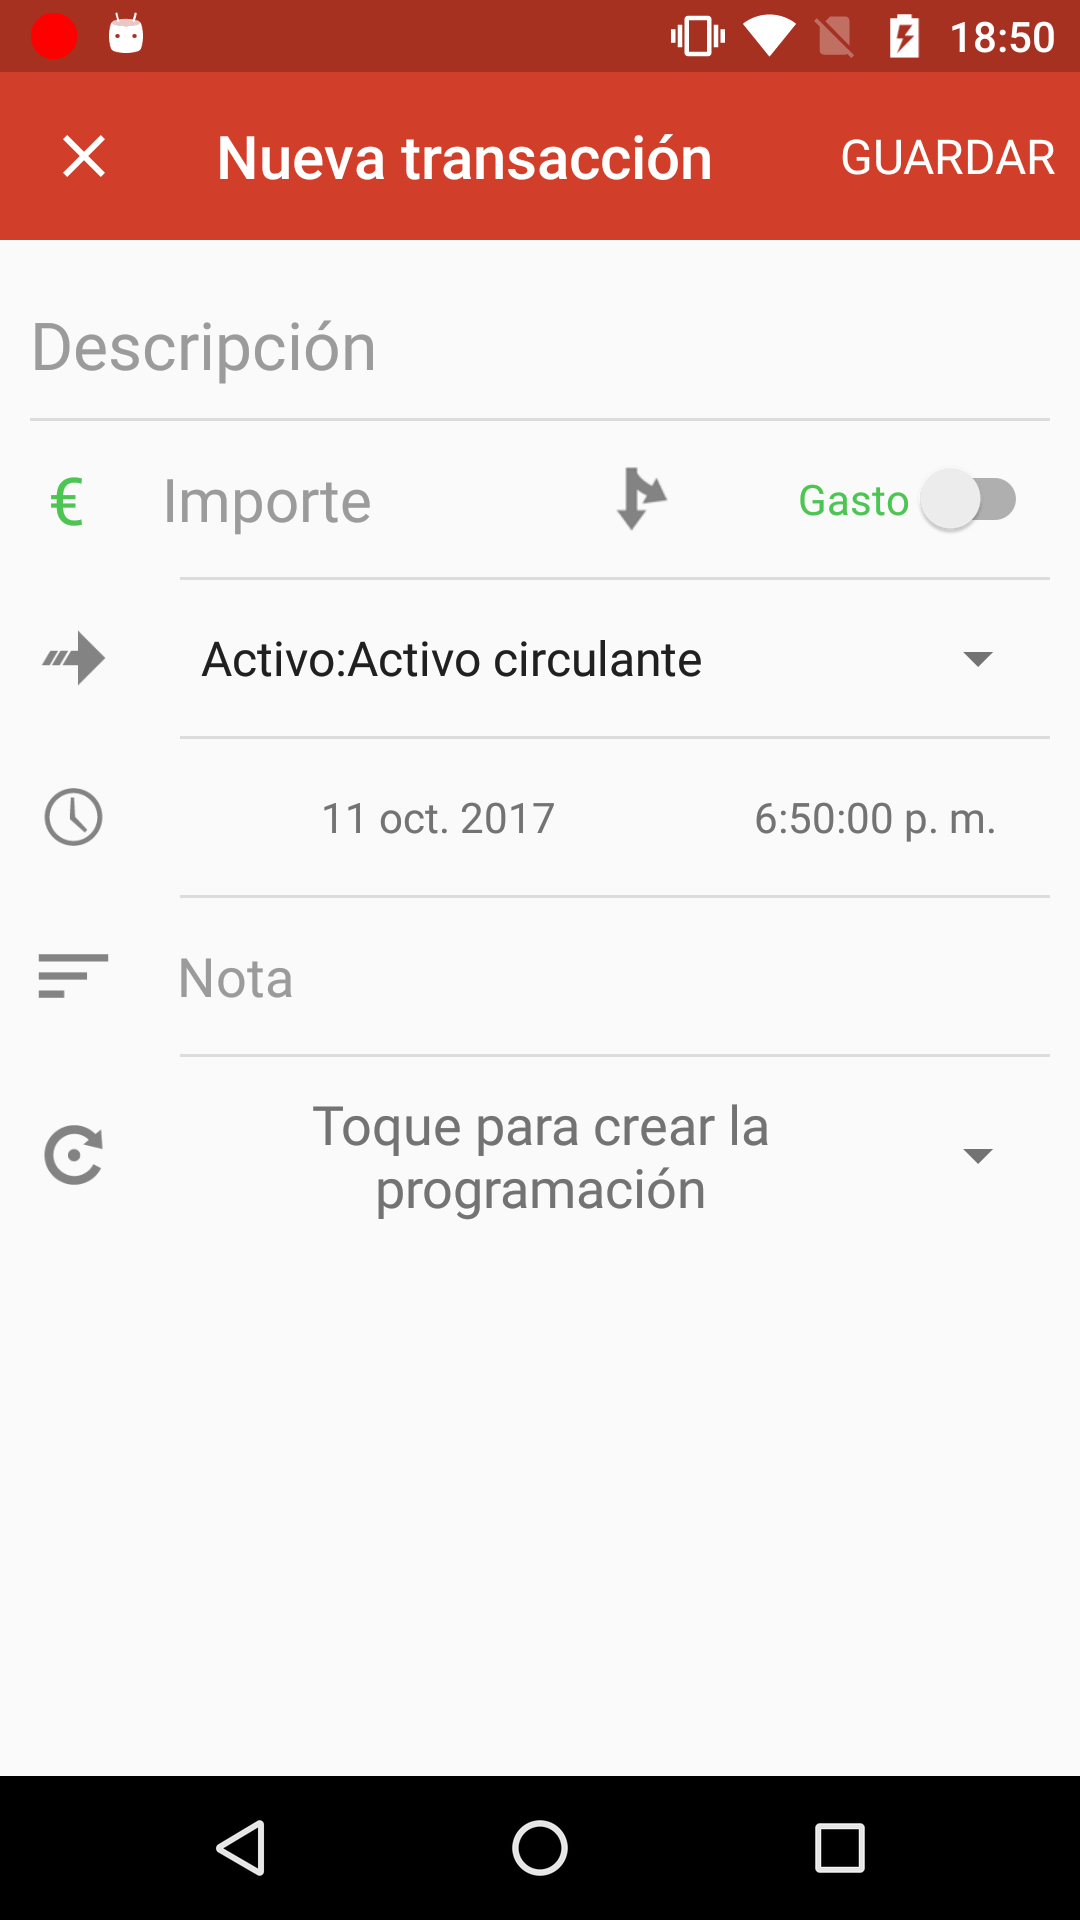 18:50
Nueva transacción GUARDAR
Descripción
€ Importe Gasto
Activo:Activo circulante
11 oct. 2017 6:50:00 p. m.
Nota
Toque para crear la
programación